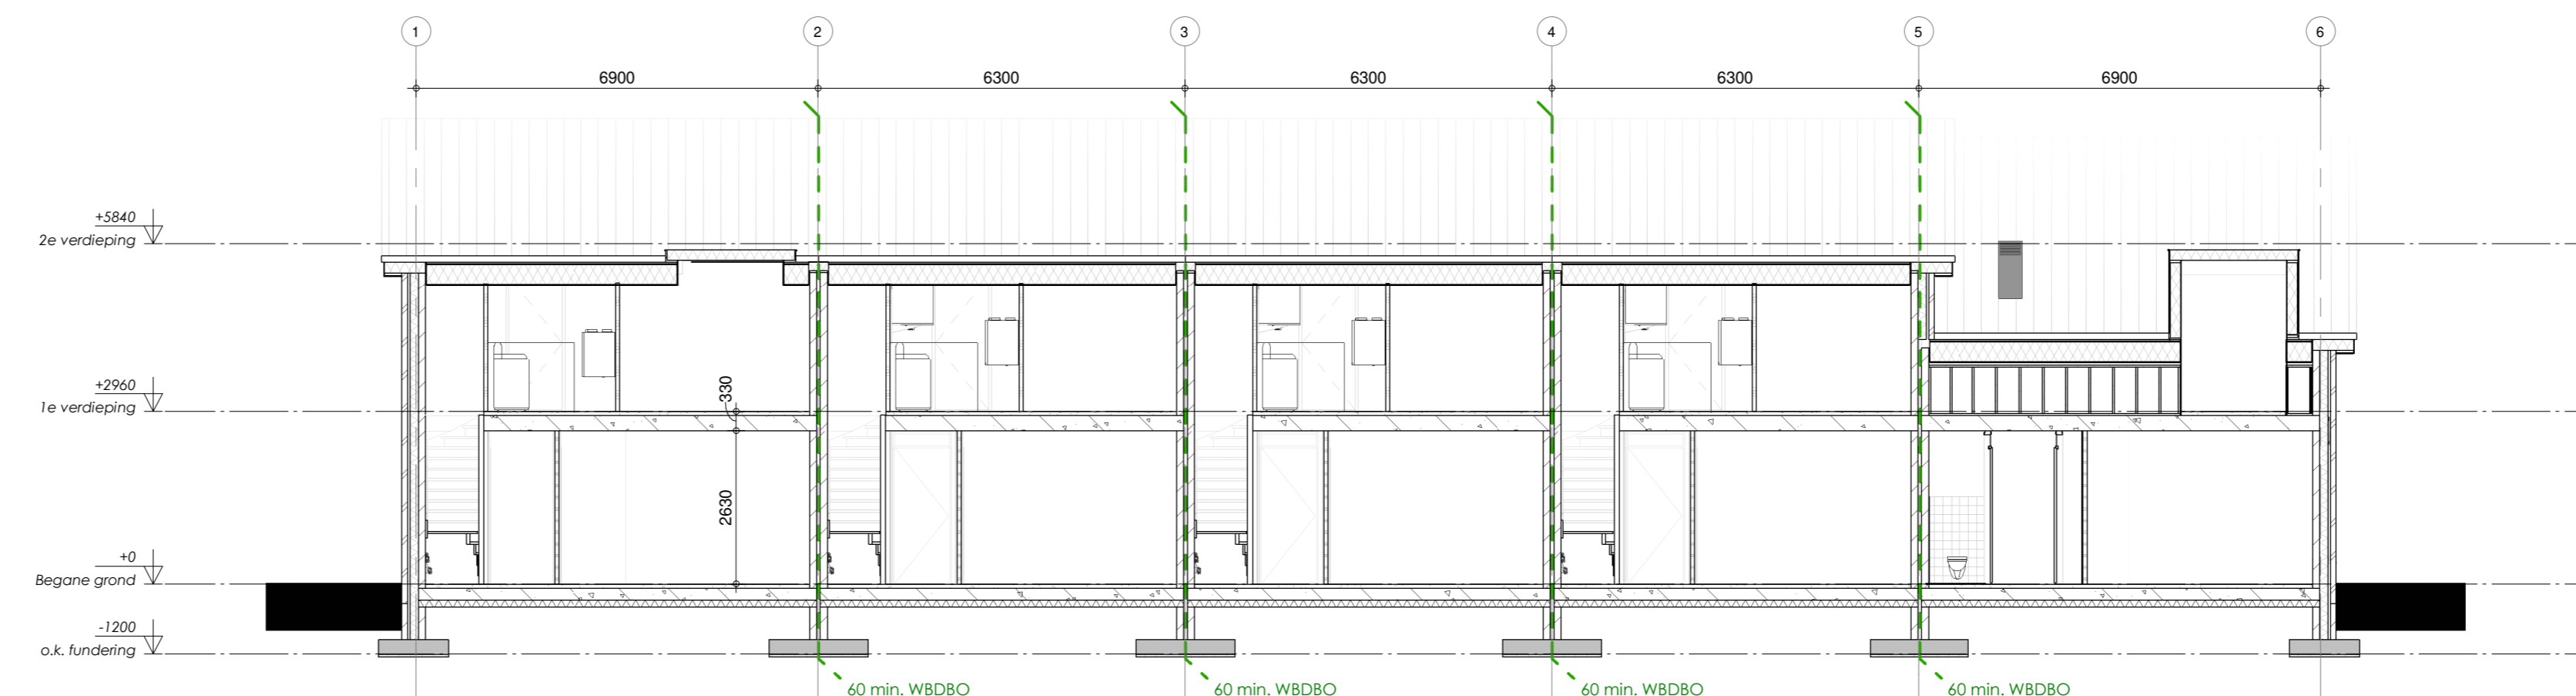 1
2
3
4
5
6
6900
6300
6300
6300
6900
+5840
2e verdieping
+2960
1e verdieping
330
2630
+0
Begane grond
-1200
o.k. fundering
60 min. WBDBO
60 min. WBDBO
60 min. WBDBO
60 min. WBDBO